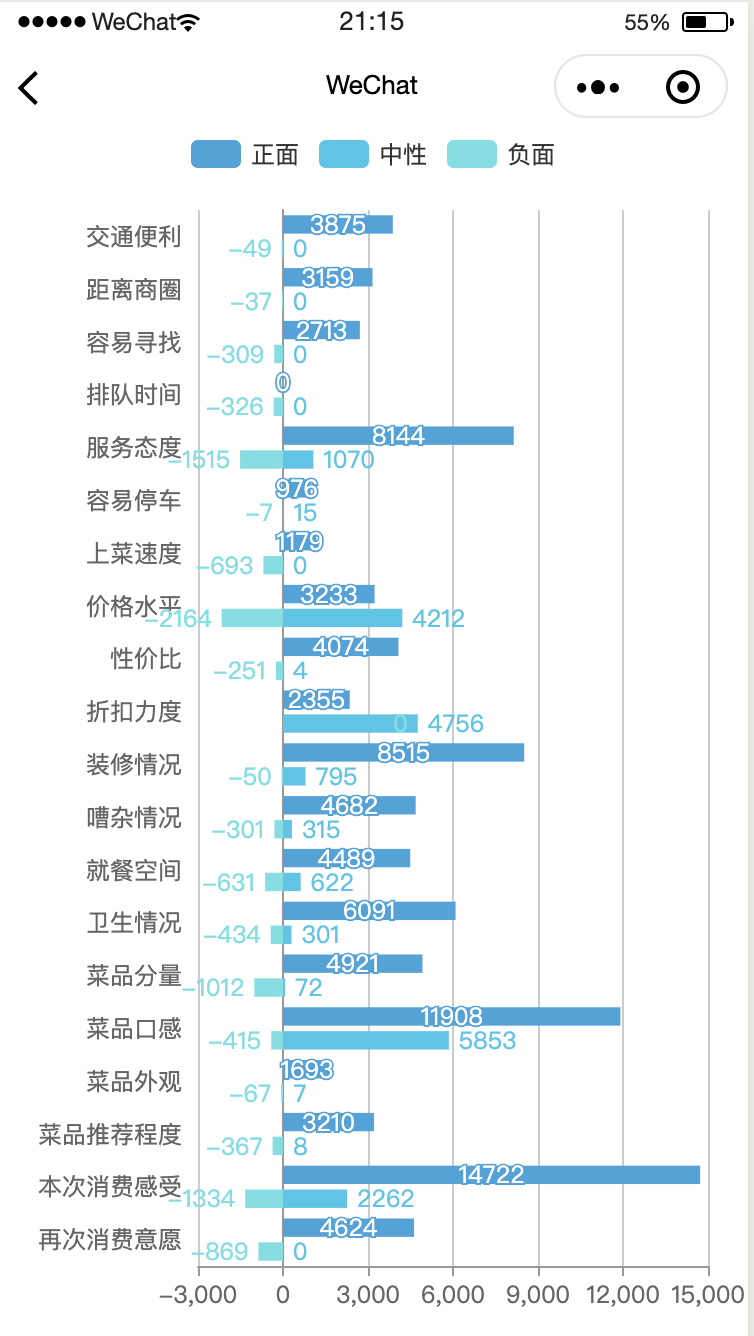 ●●●●● WeChat 21:15 55%
WeChat
正面 中性 负面
交通便利 3875
-49 0
距离商圈 3159
-37 0
容易寻找 2713
-309 0
排队时间 0
-326 0
服务态度 8144
-1515 1070
容易停车 976
-7 15
上菜速度 1179
-693 0
价格水平 3233
-2164 4212
性价比 4074
-251 4
折扣力度 2355
0 4756
装修情况 8515
-50 795
嘈杂情况 4682
-301 315
就餐空间 4489
-631 622
卫生情况 6091
-434 301
菜品分量 4921
-1012 72
菜品口感 11908
-415 5853
菜品外观 1693
-67 7
菜品推荐程度 3210
-367 8
本次消费感受 14722
-1334 2262
再次消费意愿 4624
-869 0
-3,000 0 3,000 6,000 9,000 12,000 15,000